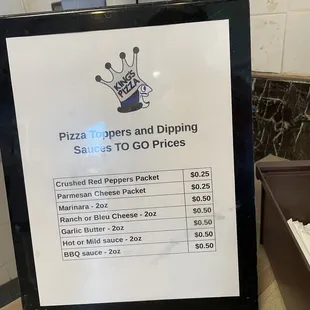 KING'S
PIZZA
Pizza Toppers and Dipping
Sauces TO GO Prices
Crushed Red Peppers Packet $0.25
Parmesan Cheese Packet $0.25
Marinara - 2oz $0.50
Ranch or Bleu Cheese - 2oz $0.50
Garlic Butter - 2oz $0.50
Hot or Mild sauce - 2oz $0.50
BBQ sauce - 2oz $0.50